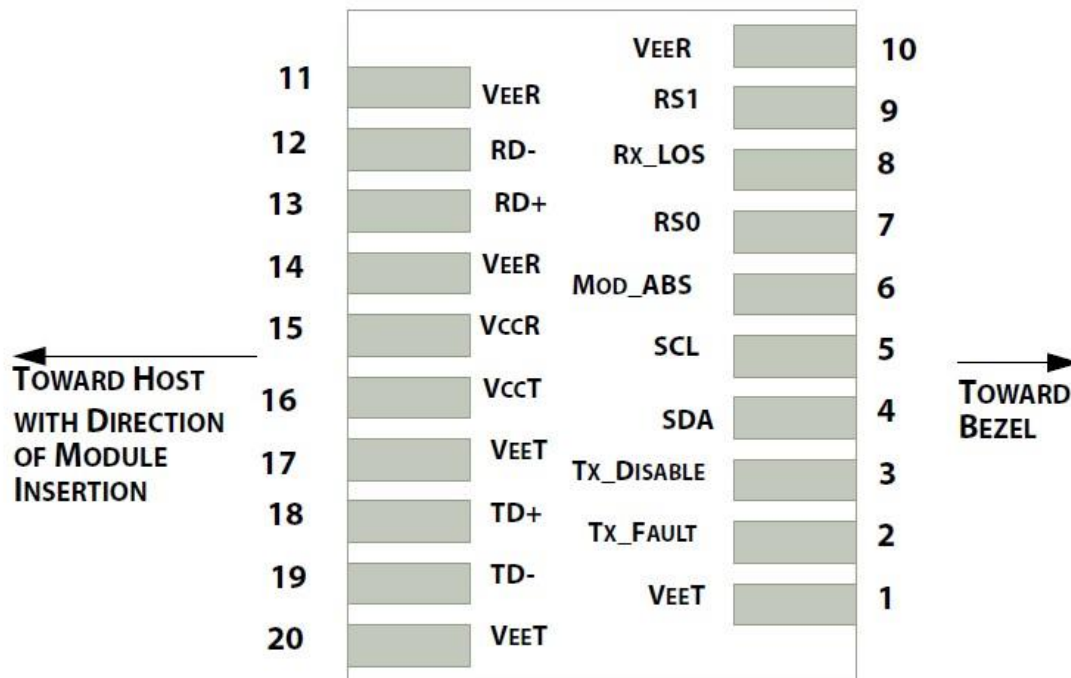 11 VEER
12 RD-
13 RD+
14 VEER
15 VCCR
16 VCCT
17 VEET
18 TD+
19 TD-
20 VEET
VEER 10
RS1 9
RX_LOS 8
RS0 7
MOD_ABS 6
SCL 5
SDA 4
TX_DISABLE 3
TX_FAULT 2
VEET 1
TOWARD HOST
WITH DIRECTION
OF MODULE
INSERTION
TOWARD
BEZEL